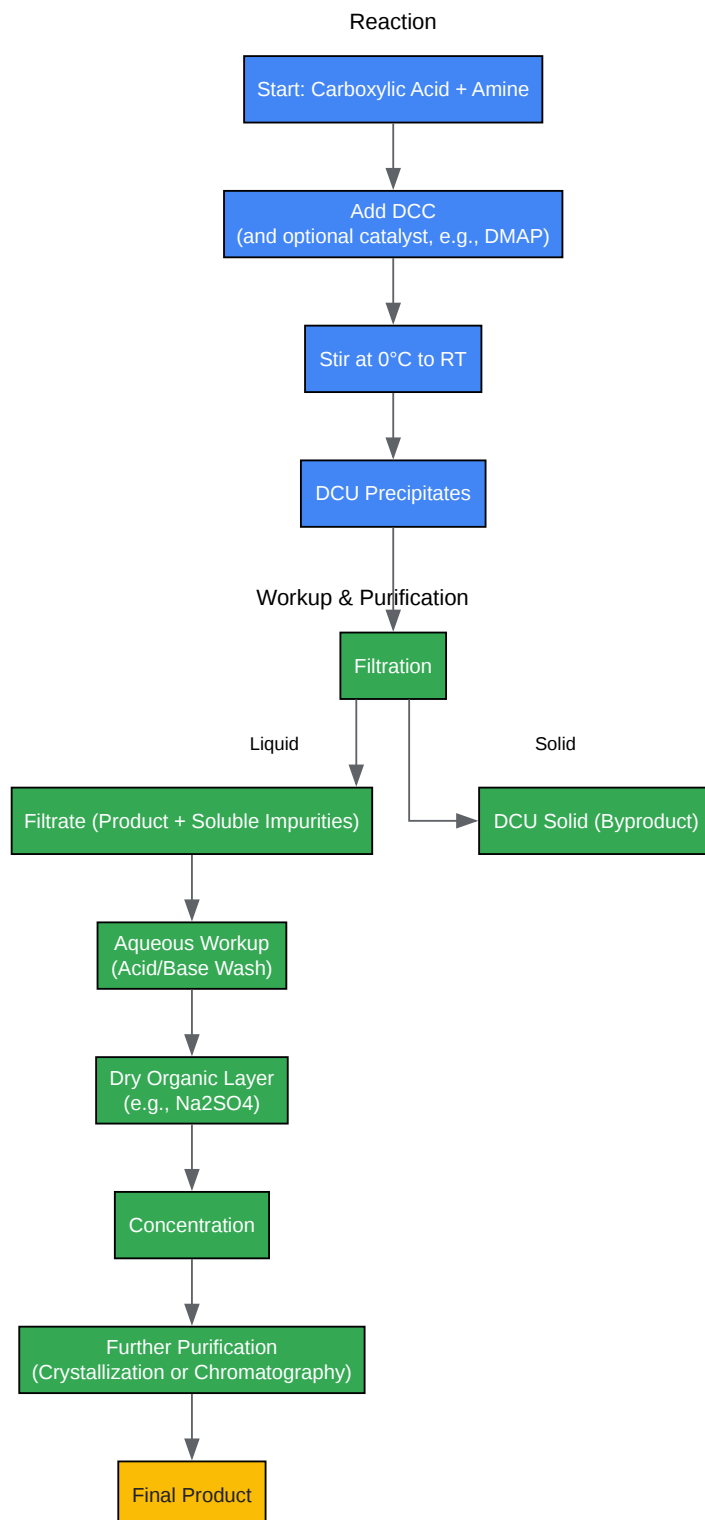 Reaction
Start: Carboxylic Acid + Amine
Add DCC
(and optional catalyst, e.g., DMAP)
Stir at 0°C to RT
DCU Precipitates
Workup & Purification
Filtration
Liquid
Solid
Filtrate (Product + Soluble Impurities)
DCU Solid (Byproduct)
Aqueous Workup
(Acid/Base Wash)
Dry Organic Layer
(e.g., Na2SO4)
Concentration
Further Purification
(Crystallization or Chromatography)
Final Product